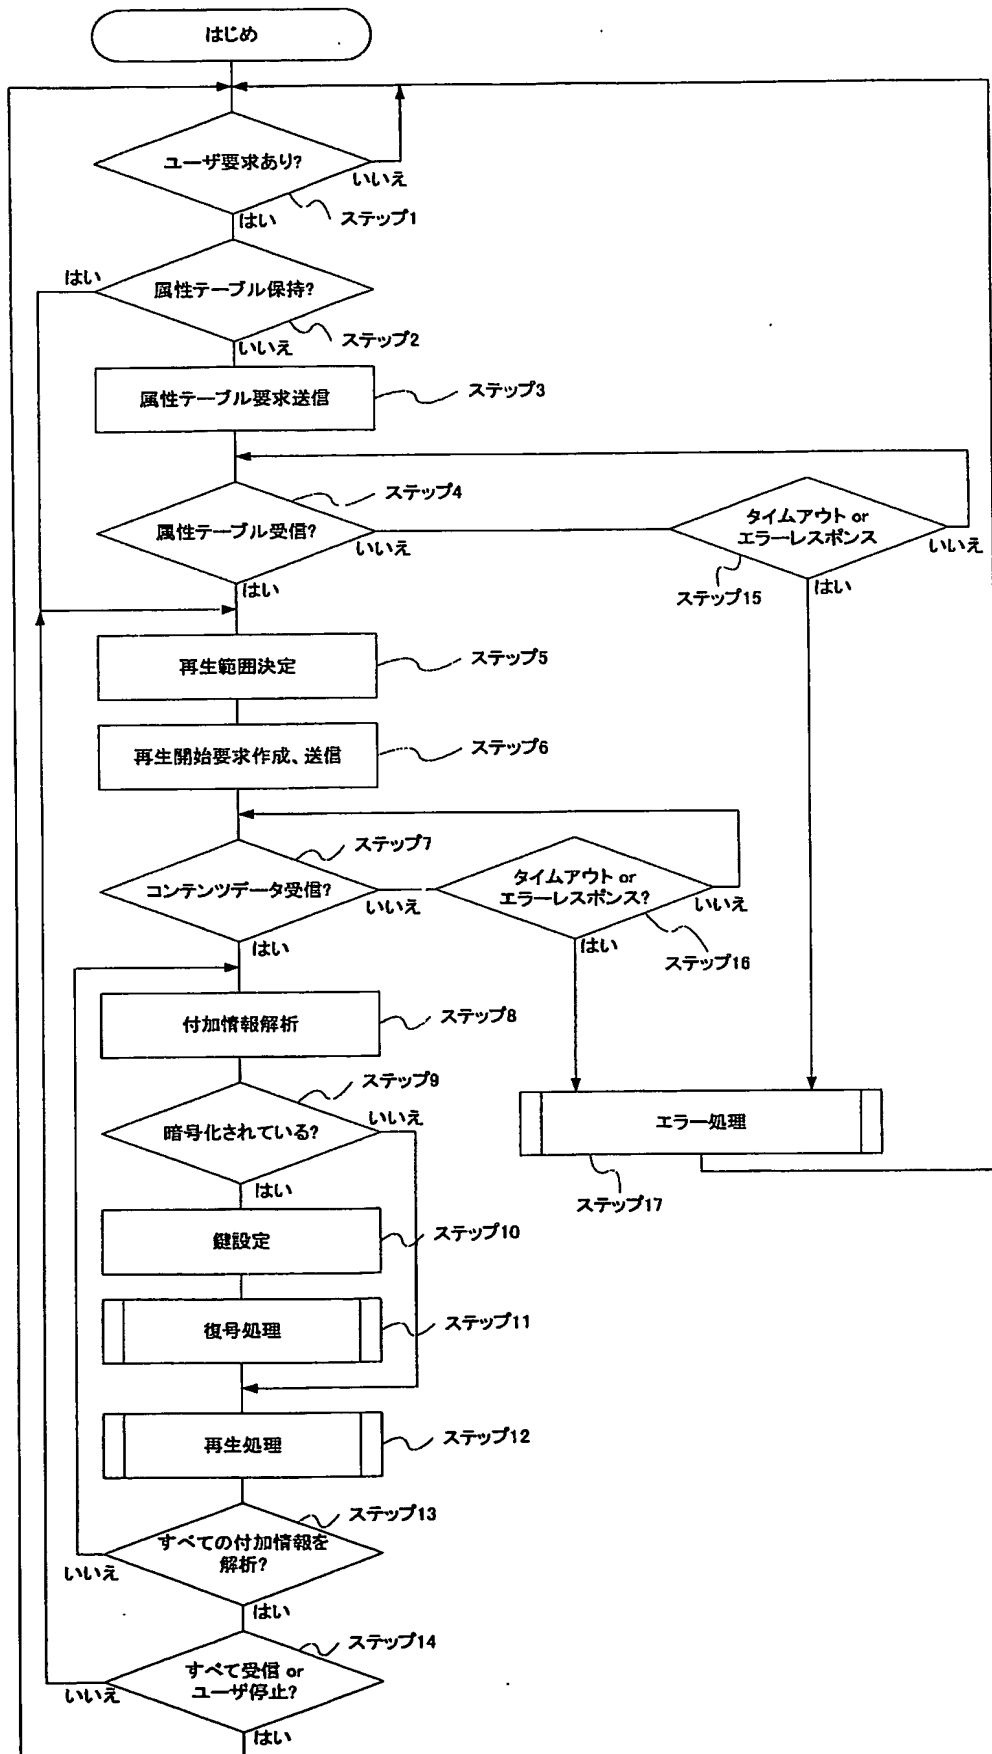 はじめ
ユーザ要求あり?
いいえ
はい
ステップ1
属性テーブル保持?
はい
いいえ
ステップ2
属性テーブル要求送信
ステップ3
属性テーブル受信?
ステップ4
いいえ
はい
タイムアウト or
エラーレスポンス
いいえ
はい
ステップ15
再生範囲決定
ステップ5
再生開始要求作成、送信
ステップ6
コンテンツデータ受信?
ステップ7
いいえ
はい
タイムアウト or
エラーレスポンス?
いいえ
はい
ステップ16
付加情報解析
ステップ8
暗号化されている?
ステップ9
いいえ
はい
エラー処理
ステップ17
鍵設定
ステップ10
復号処理
ステップ11
再生処理
ステップ12
すべての付加情報を
解析?
ステップ13
いいえ
はい
すべて受信 or
ユーザ停止?
ステップ14
いいえ
はい